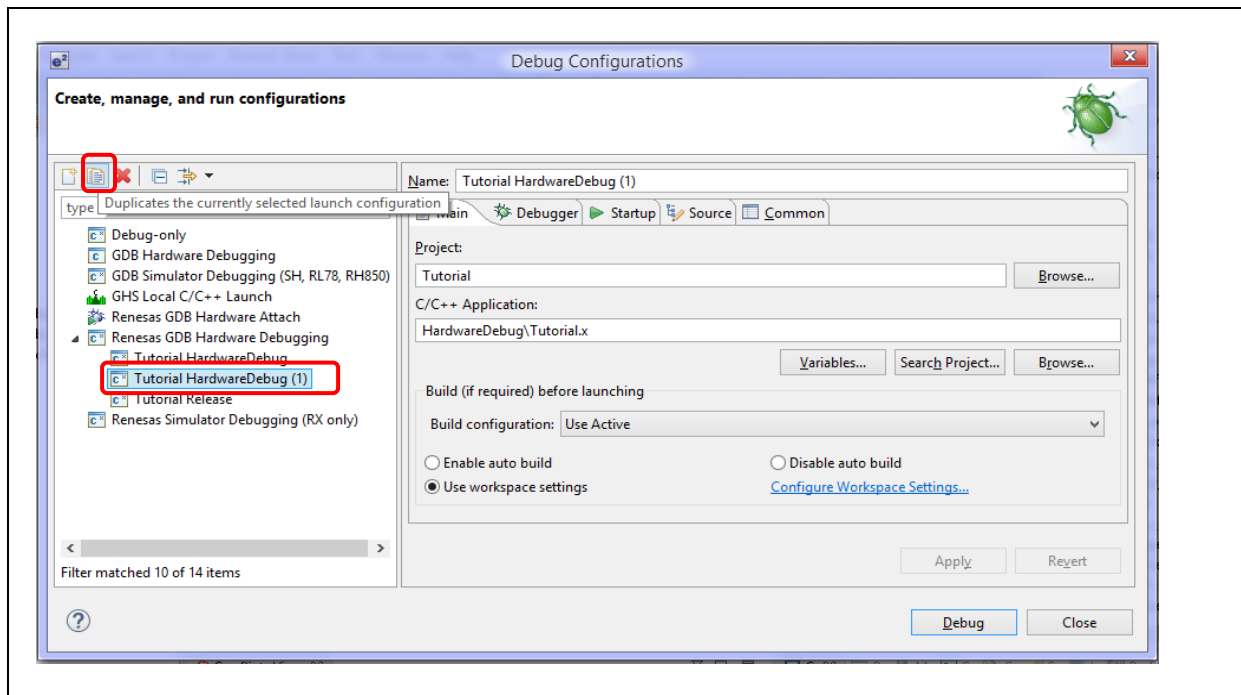 e²
Debug Configurations
Create, manage, and run configurations
Name: Tutorial HardwareDebug (1)
type
Duplicates the currently selected launch configuration
Main
Debugger
Startup
Source
Common
Debug-only
GDB Hardware Debugging
GDB Simulator Debugging (SH, RL78, RH850)
GHS Local C/C++ Launch
Renesas GDB Hardware Attach
Renesas GDB Hardware Debugging
Tutorial HardwareDebug
Tutorial HardwareDebug (1)
Tutorial Release
Renesas Simulator Debugging (RX only)
Filter matched 10 of 14 items
Project:
Tutorial
Browse...
C/C++ Application:
HardwareDebug\Tutorial.x
Variables...
Search Project...
Browse...
Build (if required) before launching
Build configuration: Use Active
Enable auto build
Disable auto build
Use workspace settings
Configure Workspace Settings...
Apply
Revert
Debug
Close